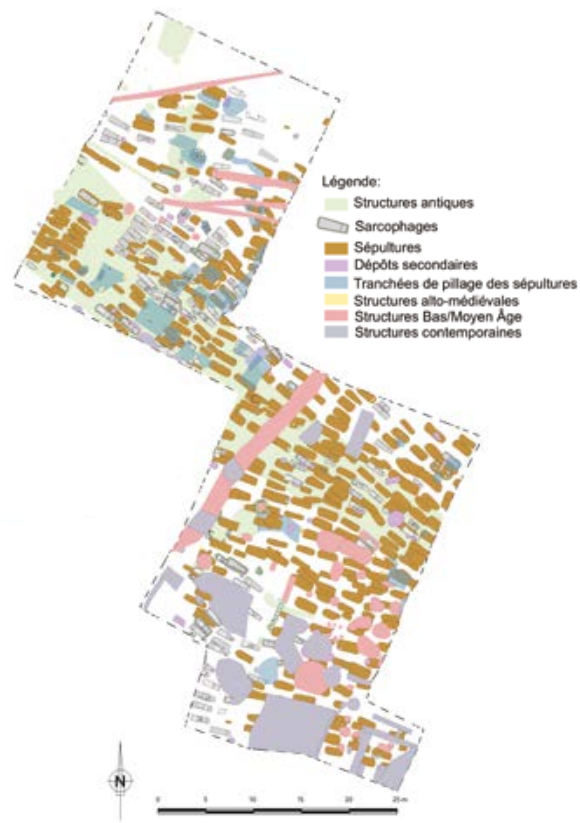 Légende:
Structures antiques
Sarcophages
Sépultures
Dépôts secondaires
Tranchées de pillage des sépultures
Structures alto-médiévales
Structures Bas/Moyen Âge
Structures contemporaines
N
0 5 10 15 20 25 m